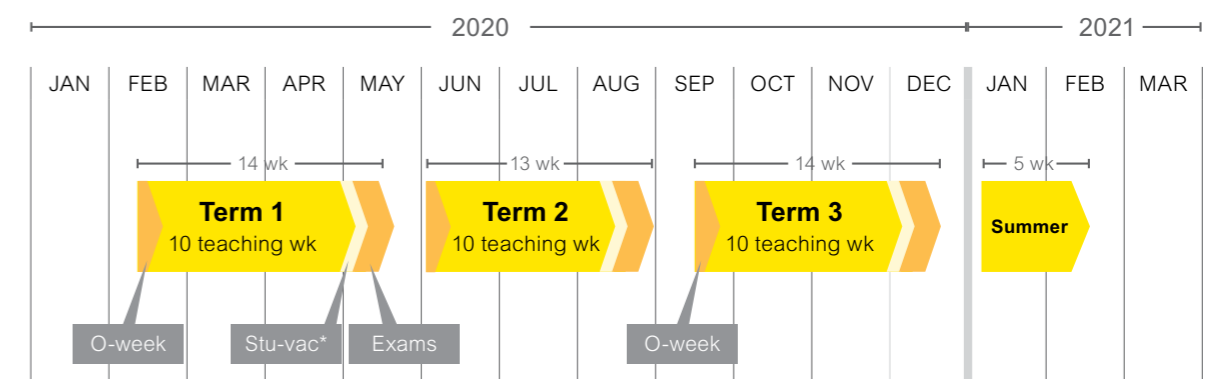 2020
2021
JAN FEB MAR APR MAY JUN JUL AUG SEP OCT NOV DEC JAN FEB MAR
14 wk
13 wk
14 wk
5 wk
Term 1
10 teaching wk
Term 2
10 teaching wk
Term 3
10 teaching wk
Summer
O-week
Stu-vac*
Exams
O-week